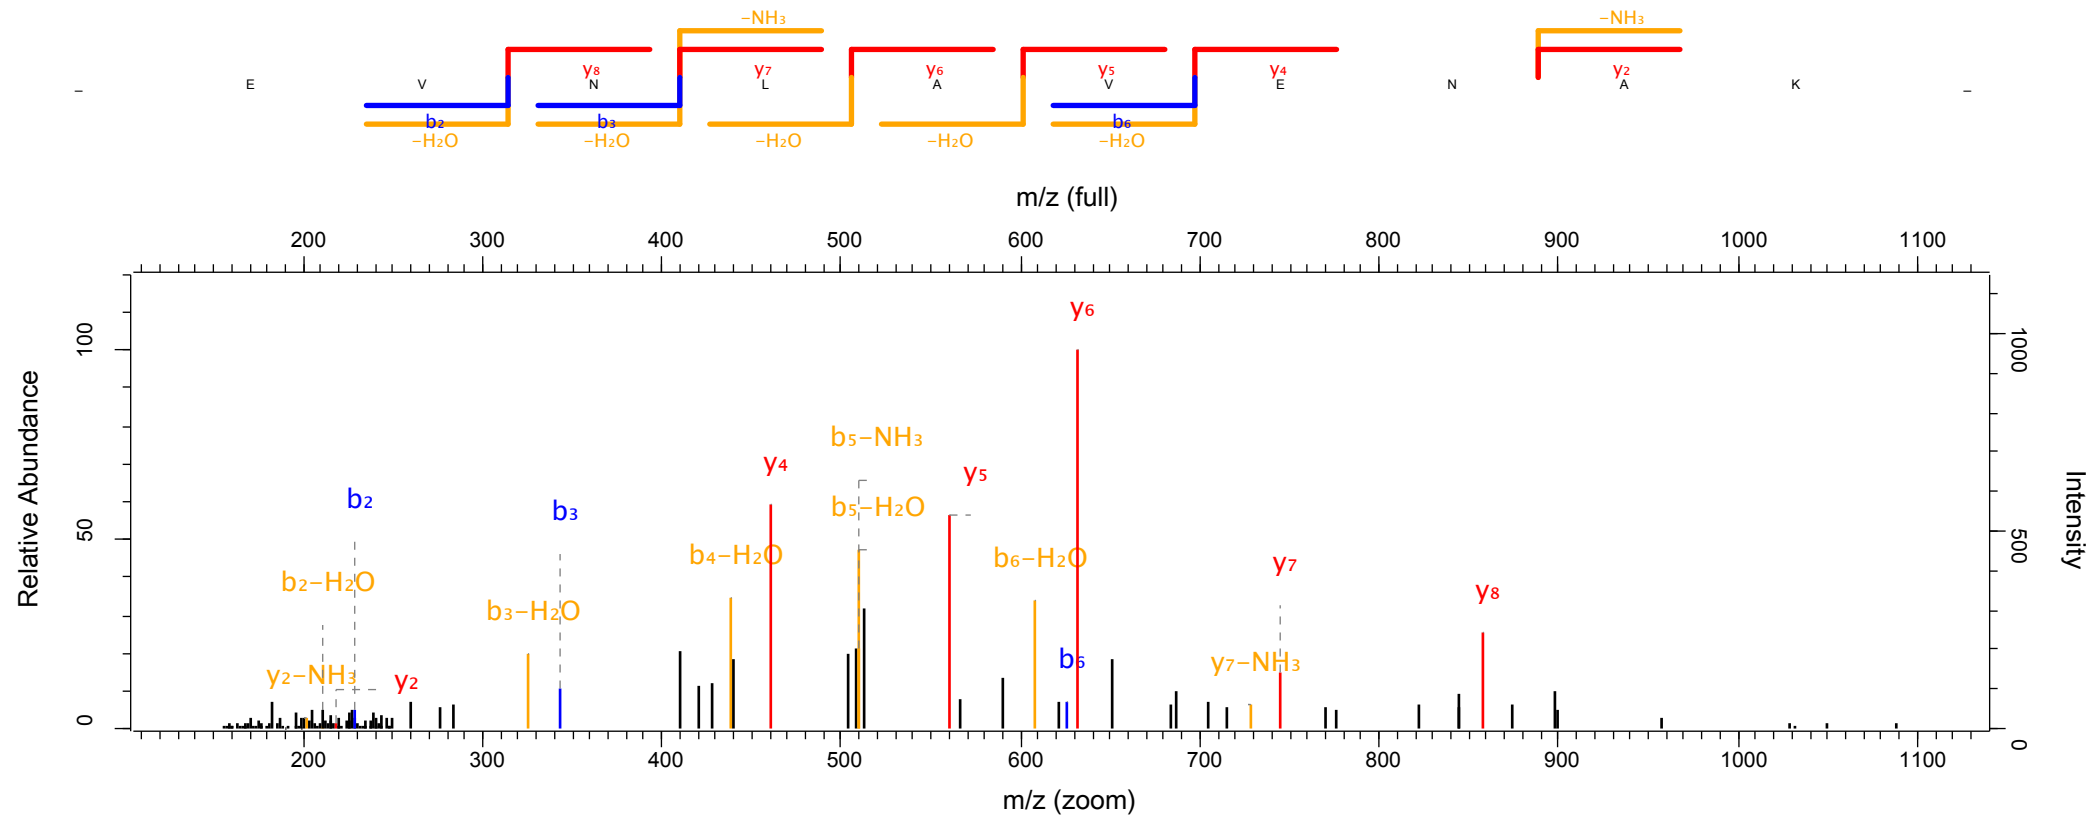 –NH₃ –NH₃
y₈ y₇ y₆ y₅ y₄ y₂
_ E V N L A V E N A K _
b₂ b₃ b₆
–H₂O –H₂O –H₂O –H₂O –H₂O
m/z (full)
200 300 400 500 600 700 800 900 1000 1100
y₆
100
1000
b₅–NH₃
y₄
y₅
b₂
b₃
b₅–H₂O
Relative Abundance
Intensity
50
500
b₄–H₂O
b₆–H₂O
y₇
b₂–H₂O
y₈
b₃–H₂O
b₆
y₇–NH₃
y₂–NH₃
y₂
0
0
200 300 400 500 600 700 800 900 1000 1100
m/z (zoom)